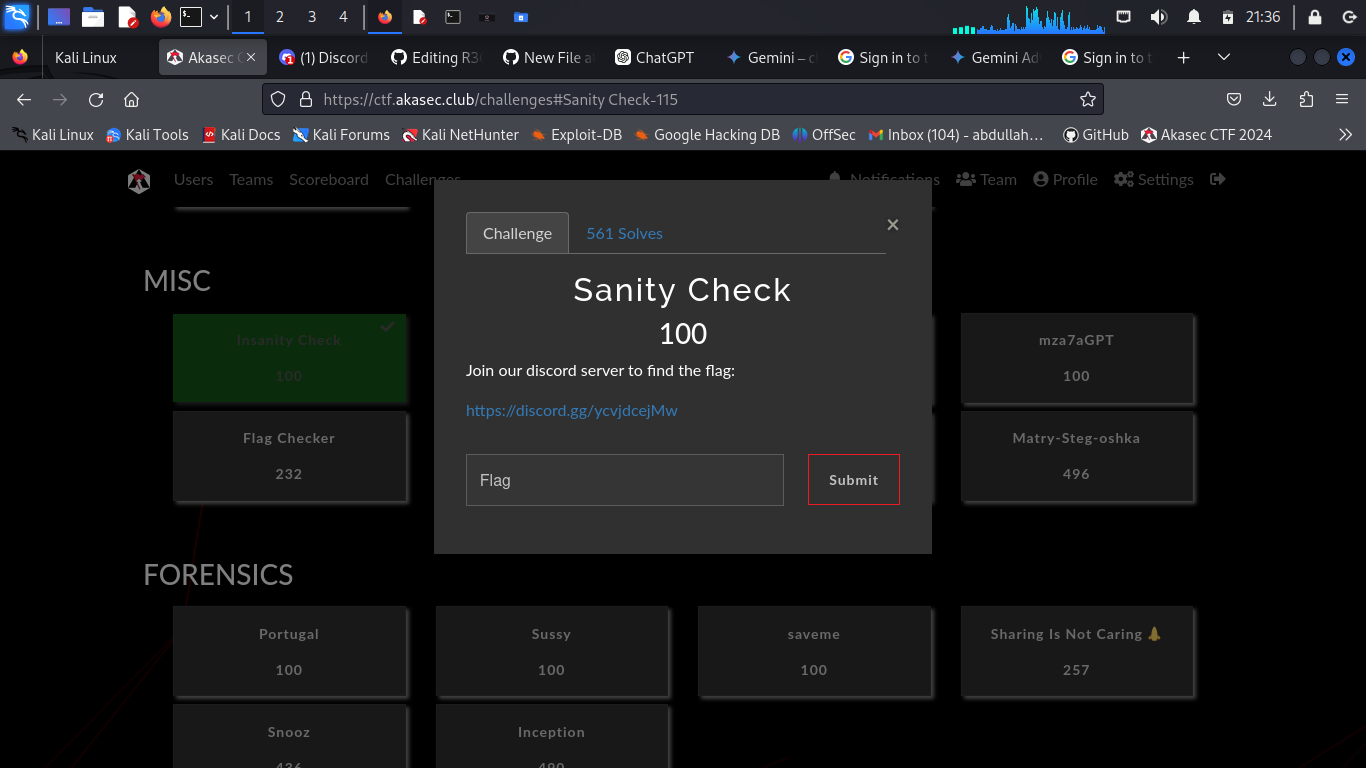 1 2 3 4 21:36
Kali Linux Akasec C (1) Discord Editing R3 New File a ChatGPT Gemini – c Sign in to t Gemini Ad Sign in to t
https://ctf.akasec.club/challenges#Sanity Check-115
Kali Linux Kali Tools Kali Docs Kali Forums Kali NetHunter Exploit-DB Google Hacking DB OffSec Inbox (104) - abdullah… GitHub Akasec CTF 2024
Users Teams Scoreboard Challenges Notifications Team Profile Settings
Challenge 561 Solves ×
Sanity Check
100
Join our discord server to find the flag:
https://discord.gg/ycvjdcejMw
Flag Submit
MISC
Insanity Check mza7aGPT
100 100
Flag Checker Matry-Steg-oshka
232 496
FORENSICS
Portugal Sussy saveme Sharing Is Not Caring
100 100 100 257
Snooz Inception
436 490